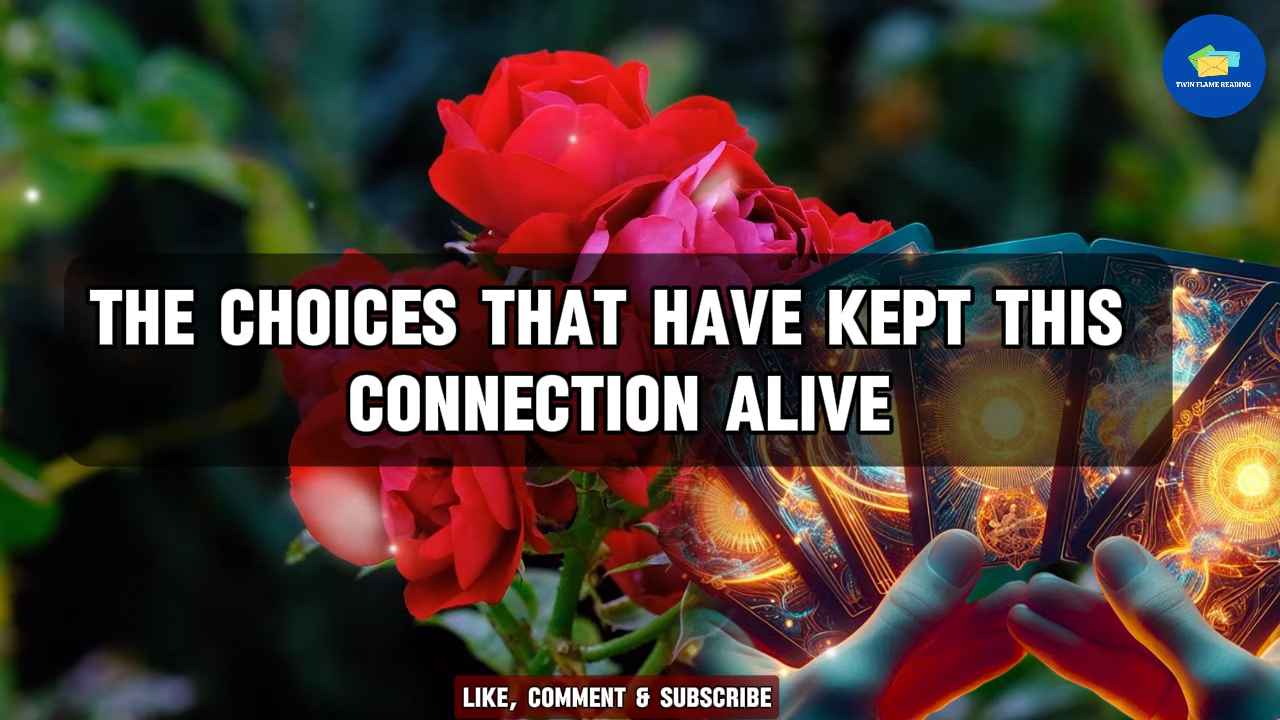 TWIN FLAME READING
THE CHOICES THAT HAVE KEPT THIS
CONNECTION ALIVE
LIKE, COMMENT & SUBSCRIBE